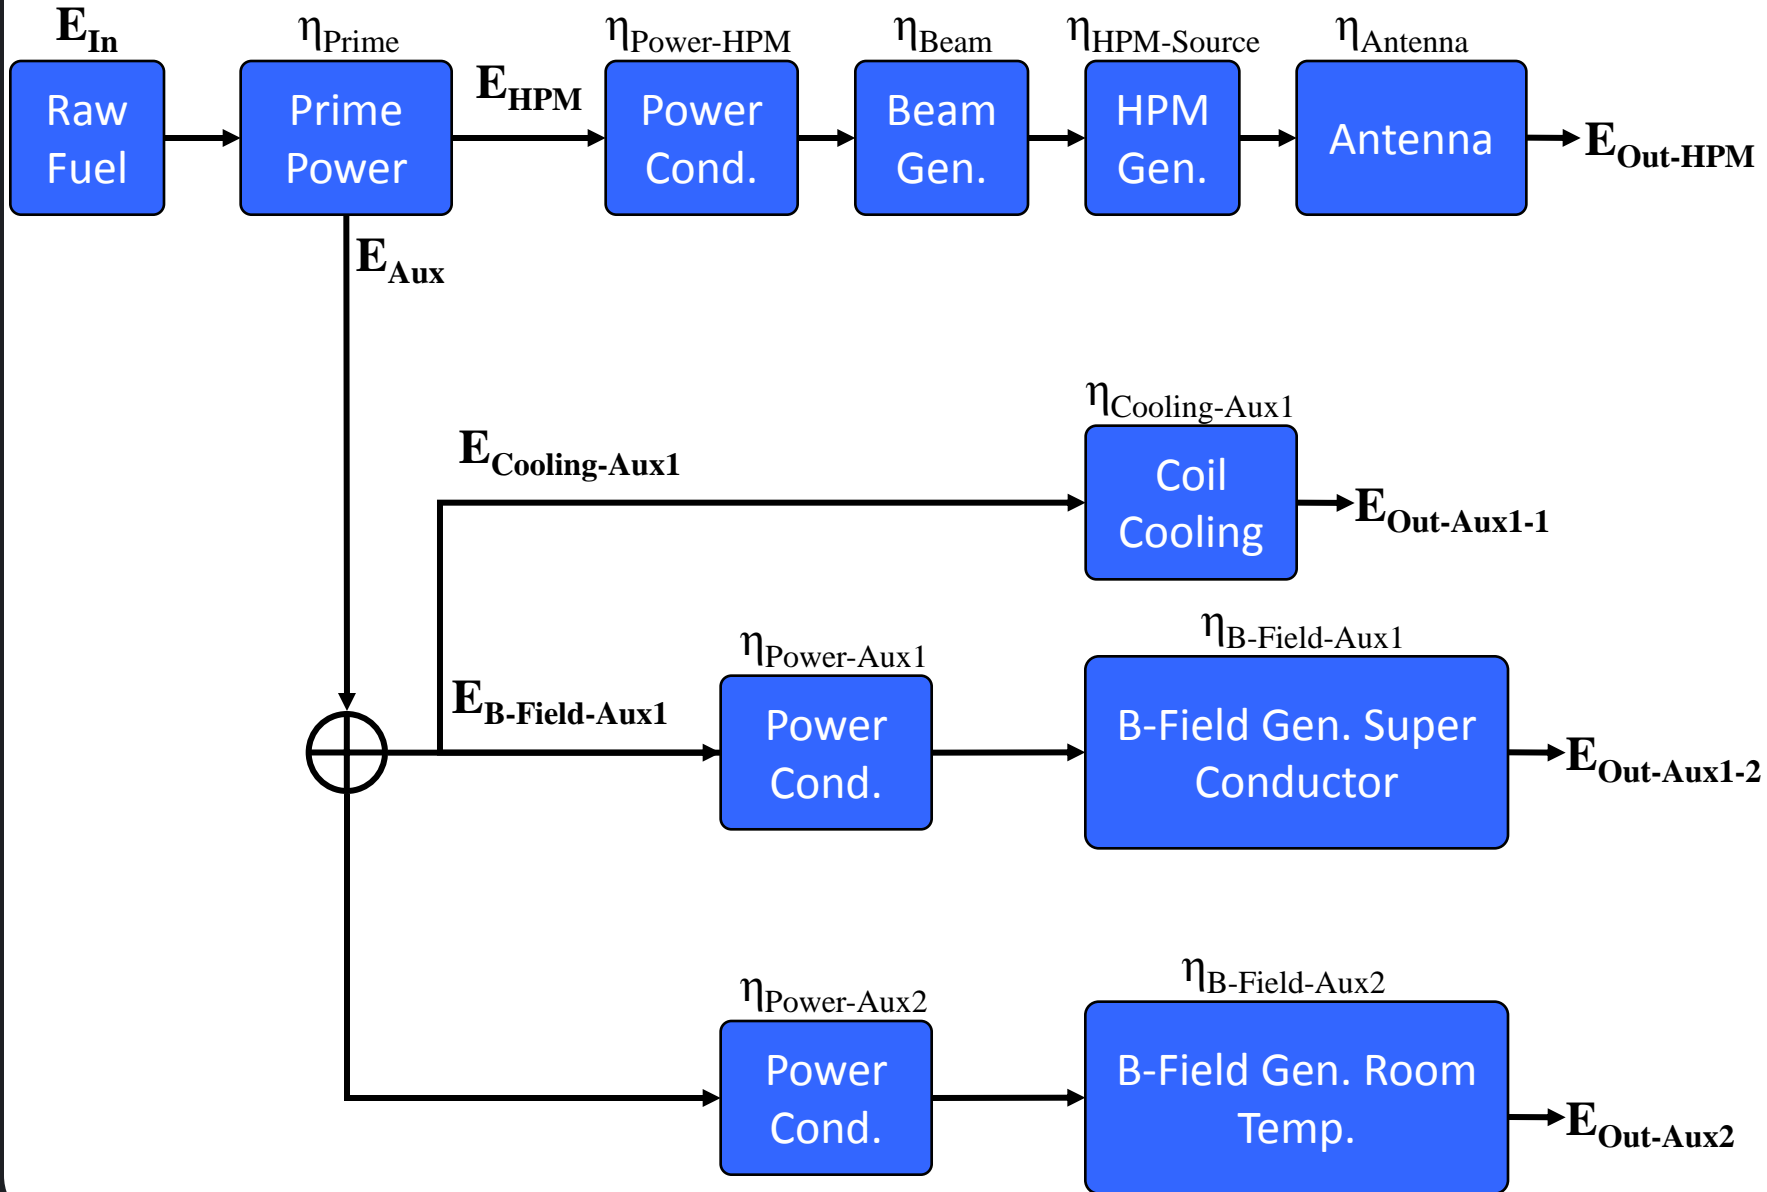 E_In
η_Prime
η_Power-HPM
η_Beam
η_HPM-Source
η_Antenna
Raw
Fuel
Prime
Power
E_HPM
Power
Cond.
Beam
Gen.
HPM
Gen.
Antenna
E_Out-HPM
E_Aux
η_Cooling-Aux1
E_Cooling-Aux1
Coil
Cooling
E_Out-Aux1-1
η_Power-Aux1
η_B-Field-Aux1
E_B-Field-Aux1
Power
Cond.
B-Field Gen. Super
Conductor
E_Out-Aux1-2
η_Power-Aux2
η_B-Field-Aux2
Power
Cond.
B-Field Gen. Room
Temp.
E_Out-Aux2